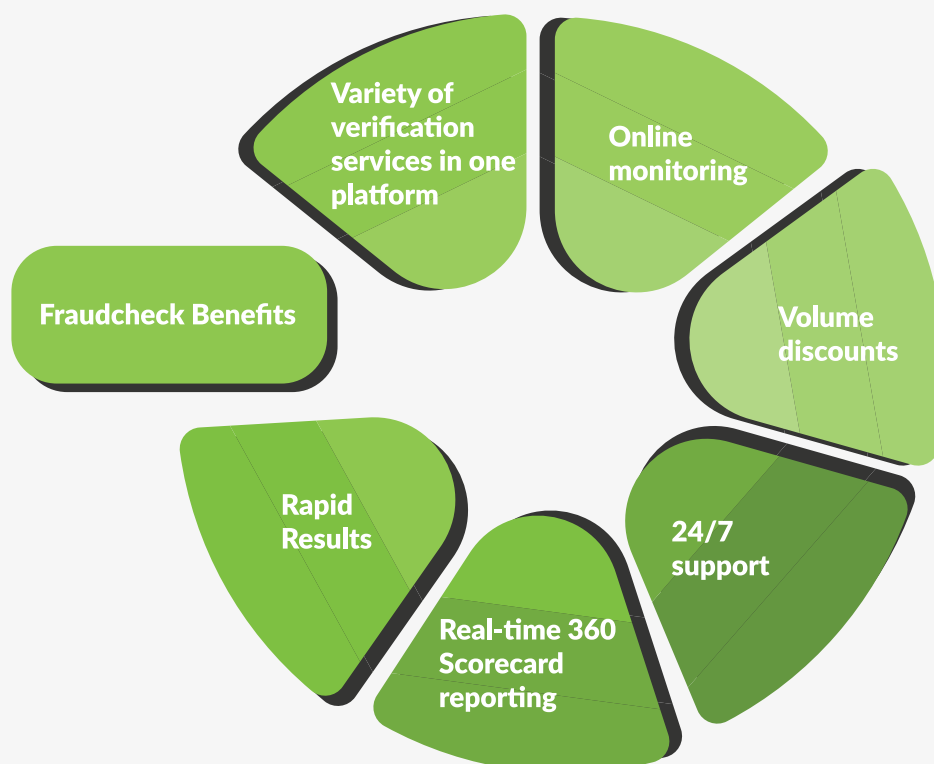 Variety of
verification
services in one
platform
Online
monitoring
Fraudcheck Benefits
Volume
discounts
Rapid
Results
24/7
support
Real-time 360
Scorecard
reporting